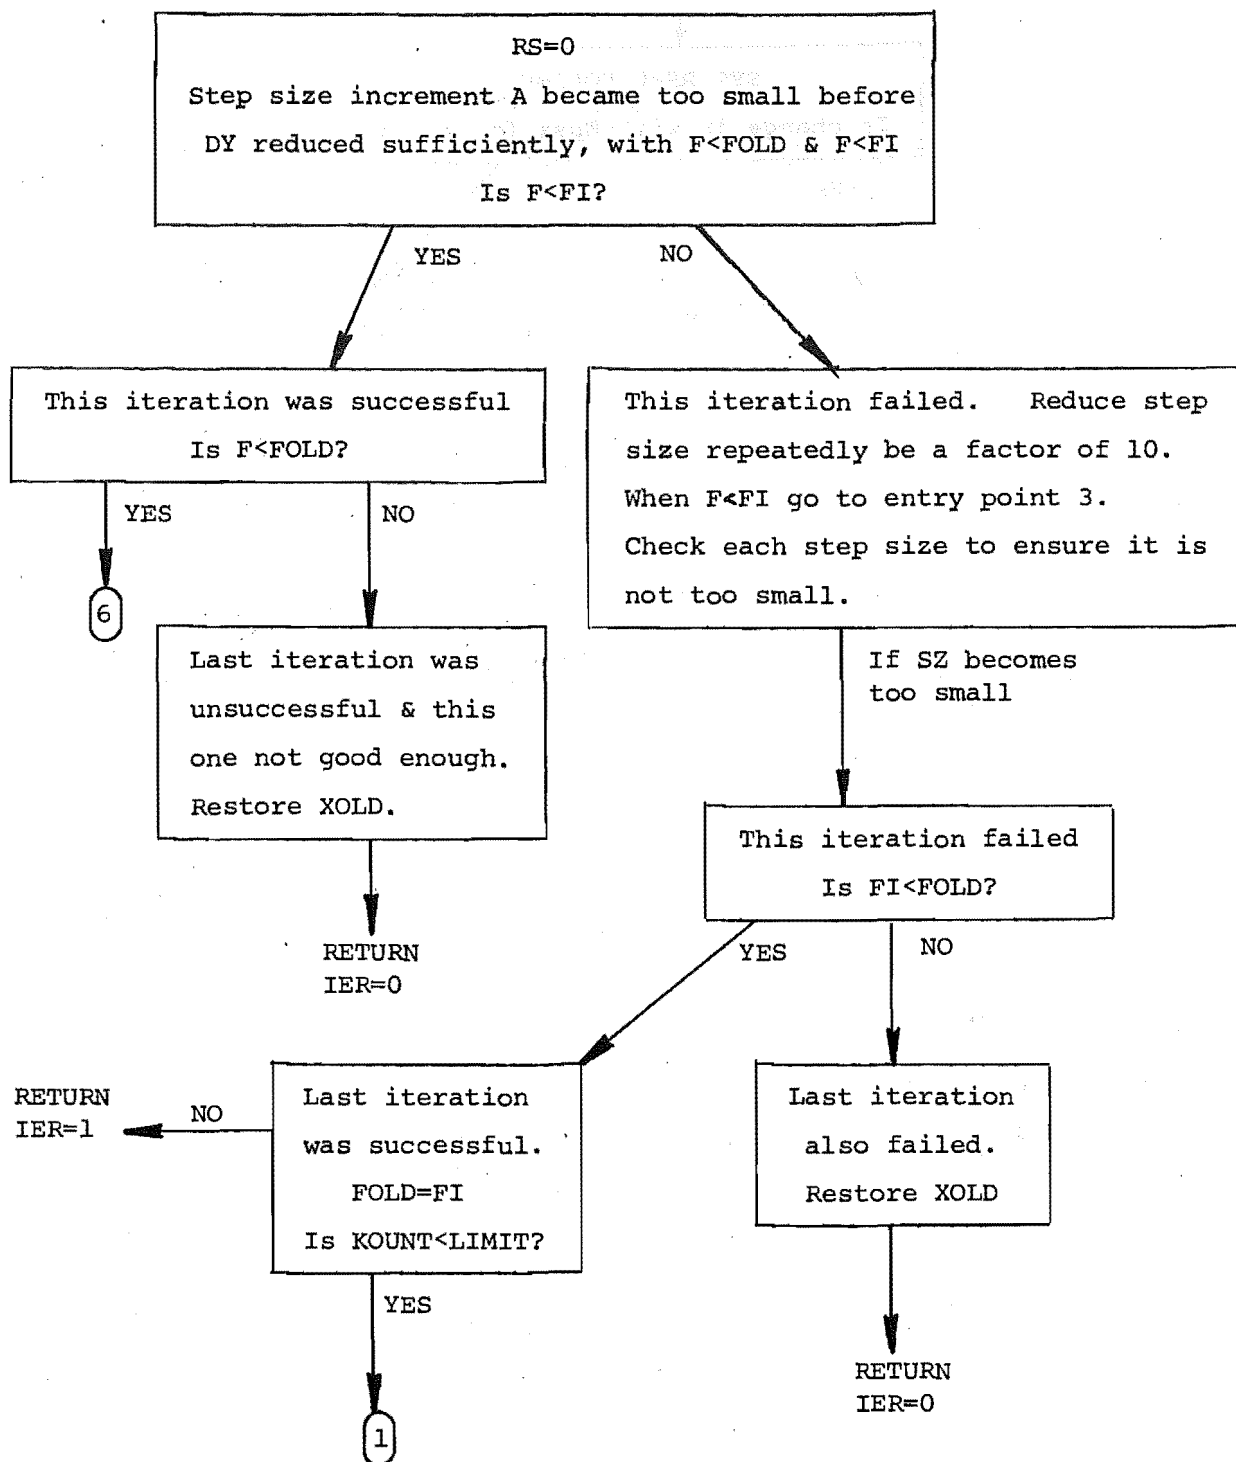 RS=0
Step size increment A became too small before
DY reduced sufficiently, with F<FOLD & F<FI
Is F<FI?
YES
NO
This iteration was successful
Is F<FOLD?
This iteration failed. Reduce step
size repeatedly be a factor of 10.
When F<FI go to entry point 3.
Check each step size to ensure it is
not too small.
YES
NO
6
Last iteration was
unsuccessful & this
one not good enough.
Restore XOLD.
If SZ becomes
too small
This iteration failed
Is FI<FOLD?
RETURN
IER=0
YES
NO
RETURN
IER=1
NO
Last iteration
was successful.
FOLD=FI
Is KOUNT<LIMIT?
Last iteration
also failed.
Restore XOLD
YES
RETURN
IER=0
1